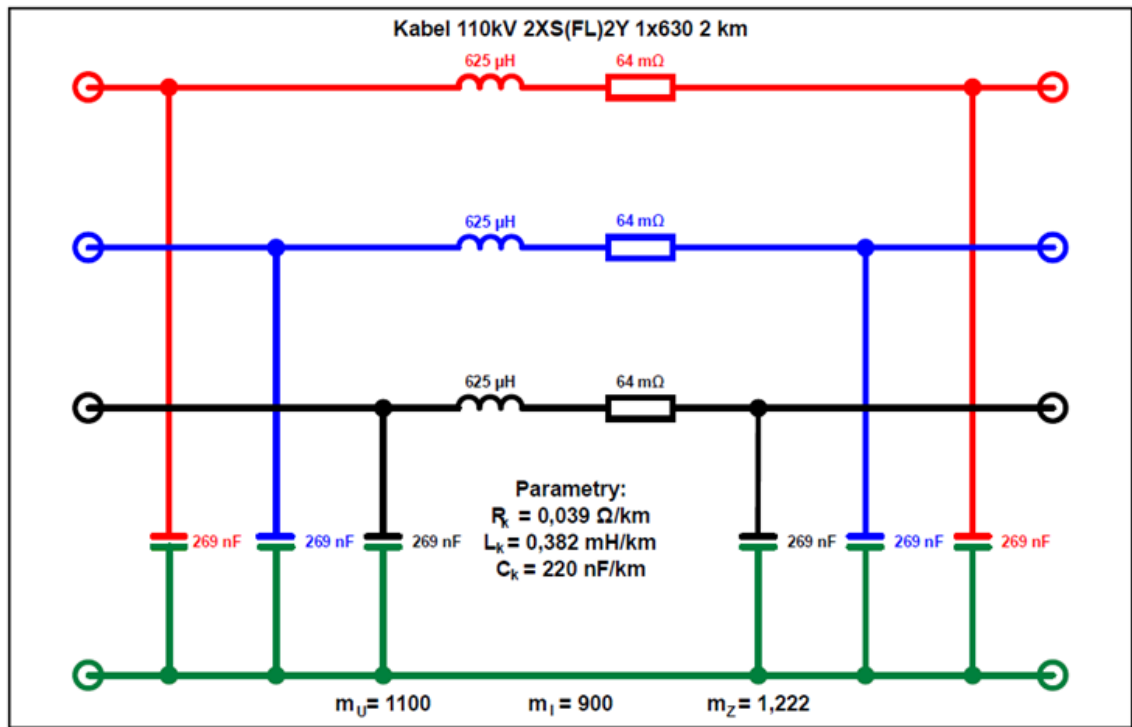 Kabel 110kV 2XS(FL)2Y 1x630 2 km
625 µH 64 mΩ
625 µH 64 mΩ
625 µH 64 mΩ
Parametry:
Rk = 0,039 Ω/km
Lk = 0,382 mH/km
Ck = 220 nF/km
269 nF 269 nF 269 nF 269 nF 269 nF 269 nF
mU= 1100 mI = 900 mZ= 1,222